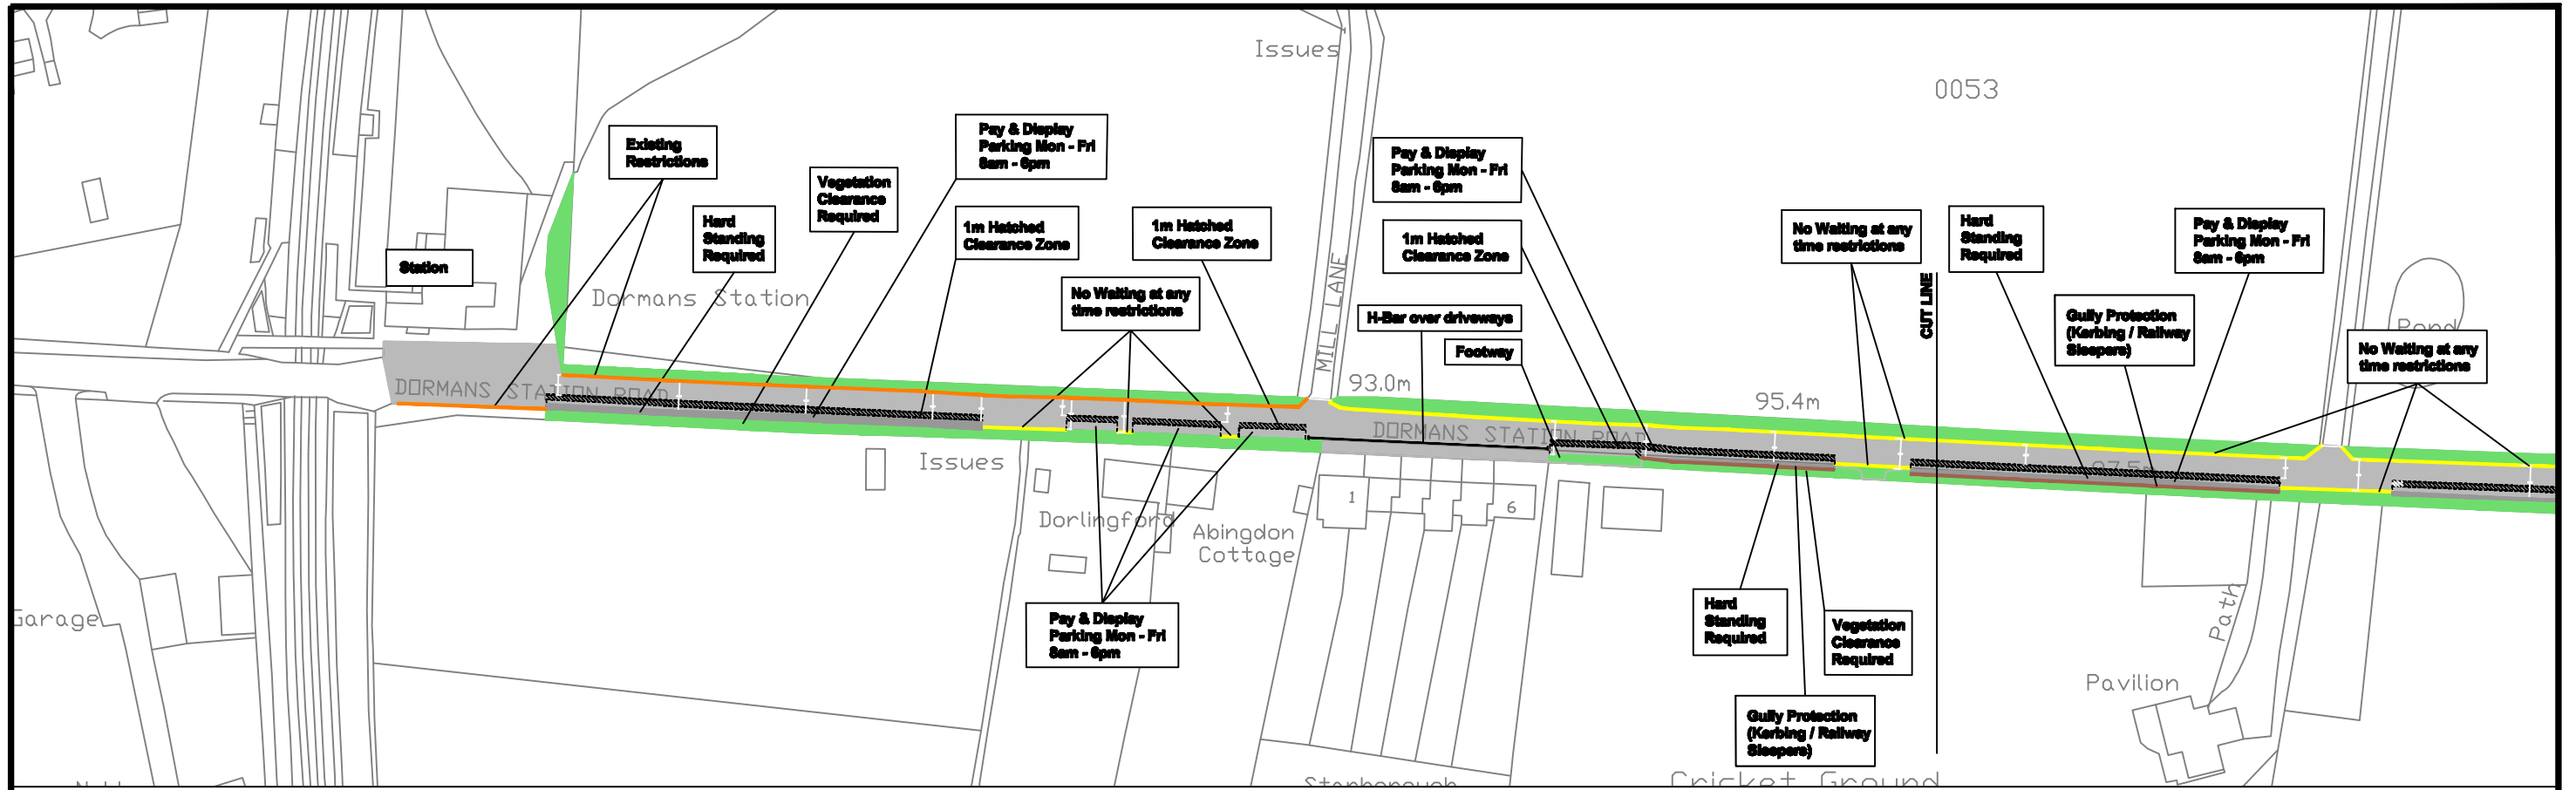 Issues
0053
Existing
Restrictions
Pay & Display
Parking Mon - Fri
8am - 6pm
Vegetation
Clearance
Required
Hard
Standing
Required
1m Hatched
Clearance Zone
1m Hatched
Clearance Zone
Pay & Display
Parking Mon - Fri
8am - 6pm
1m Hatched
Clearance Zone
No Waiting at any
time restrictions
Hard
Standing
Required
Pay & Display
Parking Mon - Fri
8am - 6pm
Station
Dormans Station
No Waiting at any
time restrictions
MILL LANE
H-Bar over driveways
Footway
CUT LINE
Gully Protection
(Kerbing / Railway
Sleepers)
Pond
No Waiting at any
time restrictions
DORMANS STATION ROAD
93.0m
95.4m
DORMANS STATION ROAD
97.5m
Issues
Dorlingford
Abingdon
Cottage
1
6
Garage
Pay & Display
Parking Mon - Fri
8am - 6pm
Hard
Standing
Required
Vegetation
Clearance
Required
Gully Protection
(Kerbing / Railway
Sleepers)
Path
Pavilion
Cricket Ground